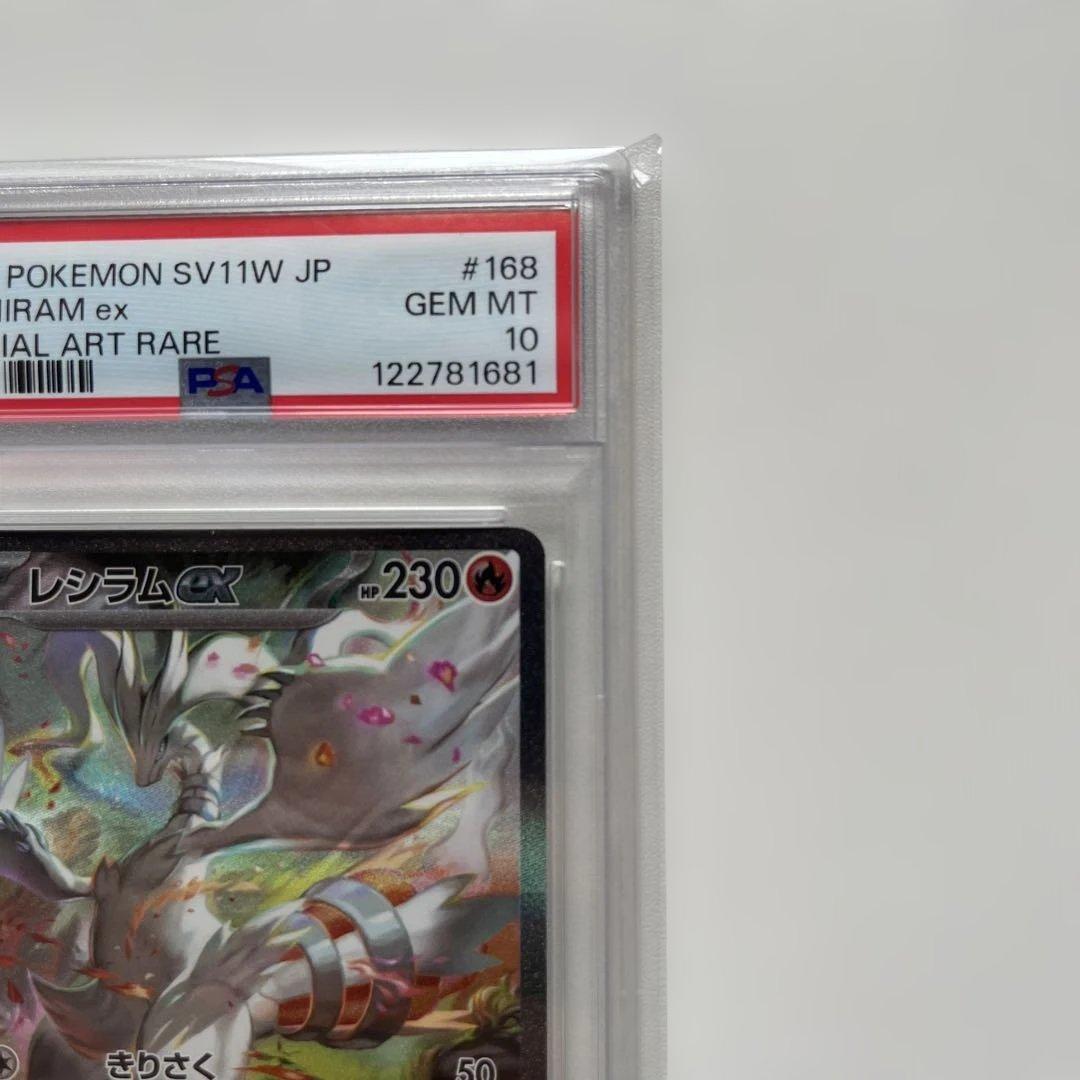 POKEMON SV11W JP #168
HIRAM ex GEM MT
IAL ART RARE 10
PSA 122781681
レシラムex HP230
きりさく 50